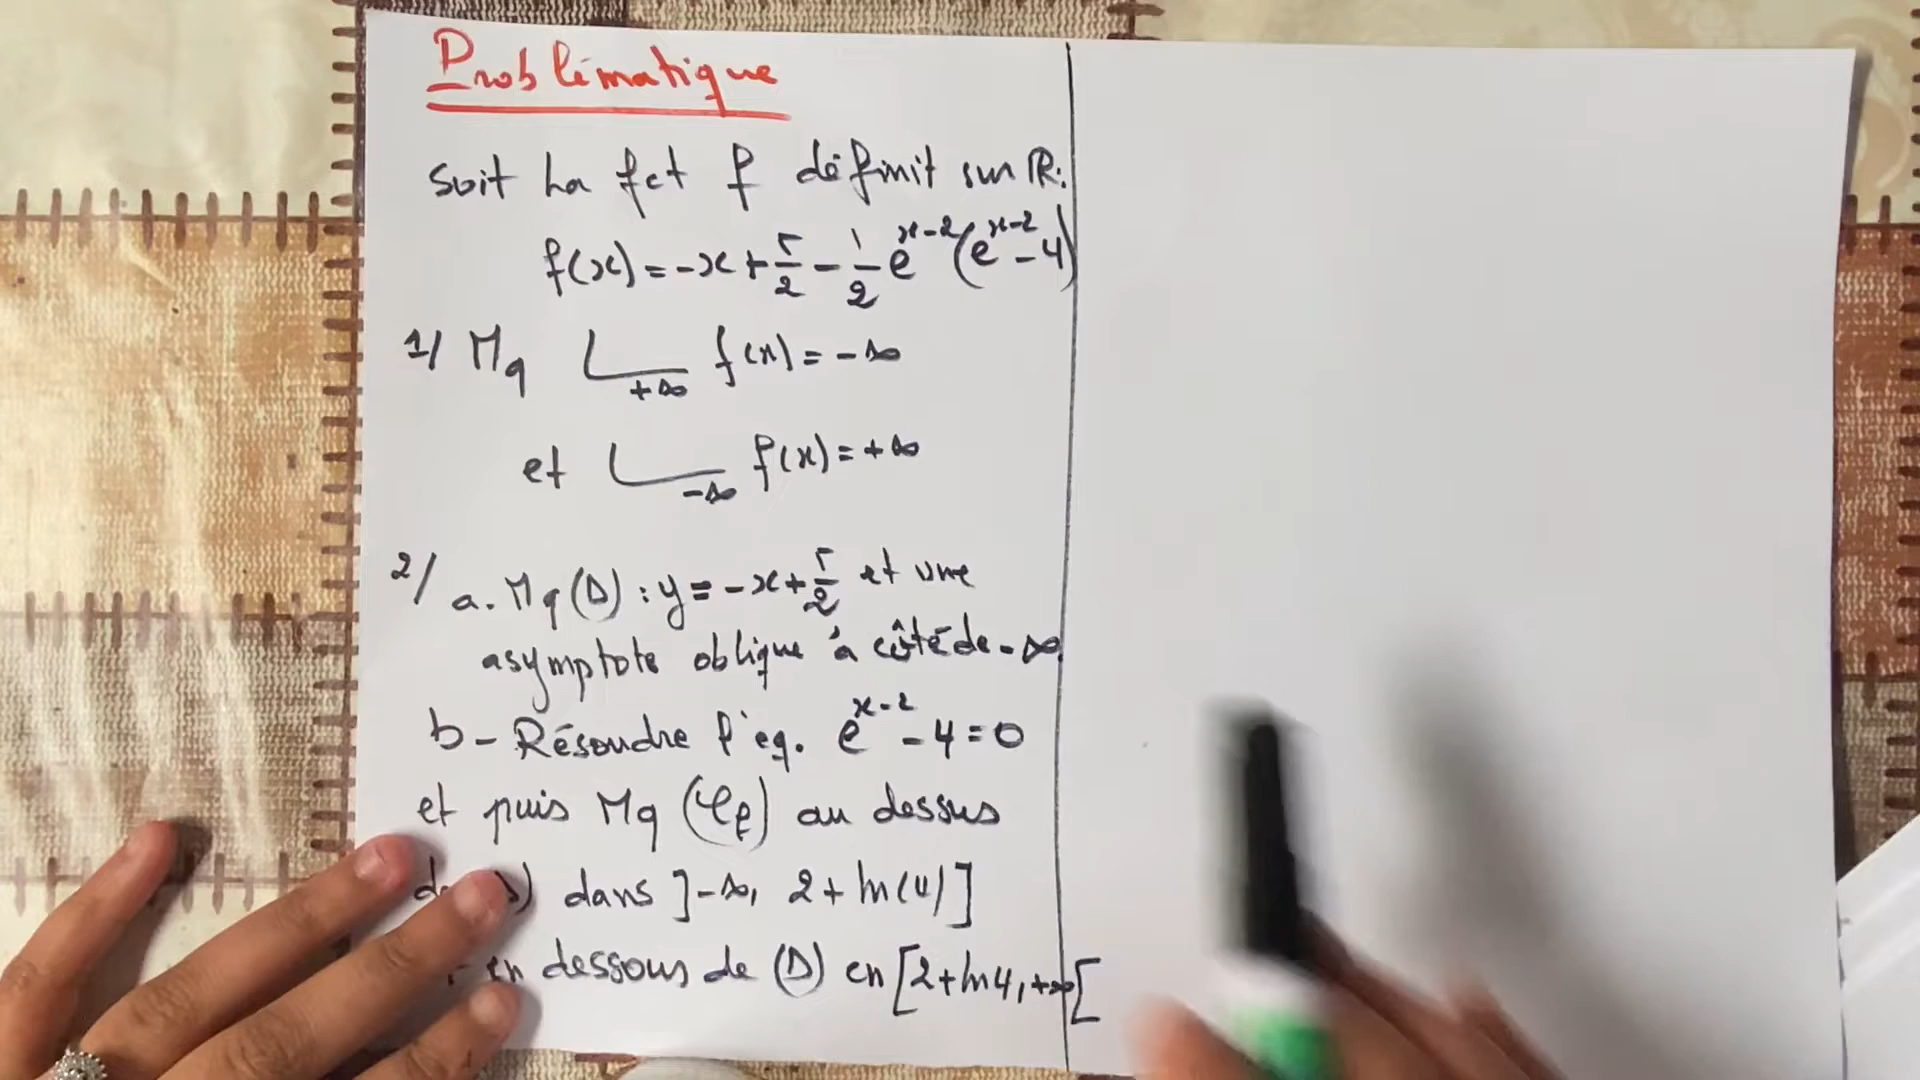 Problématique
soit La fct f définit sur ℝ:
f(x) = -x + 5/2 - 1/2 e^(x-2) (e^(x-2) - 4)
1/ Mq L +∞ f(x) = -∞
et L -∞ f(x) = +∞
2/ a. Mq (Δ) : y = -x + 5/2 et une
asymptote oblique à côté de -∞
b - Résoudre l'eq. e^(x-2) - 4 = 0
et puis Mq (Cf) au dessus
dans ]-∞, 2 + ln(4)]
en dessous de (Δ) en [2 + ln4, +∞[